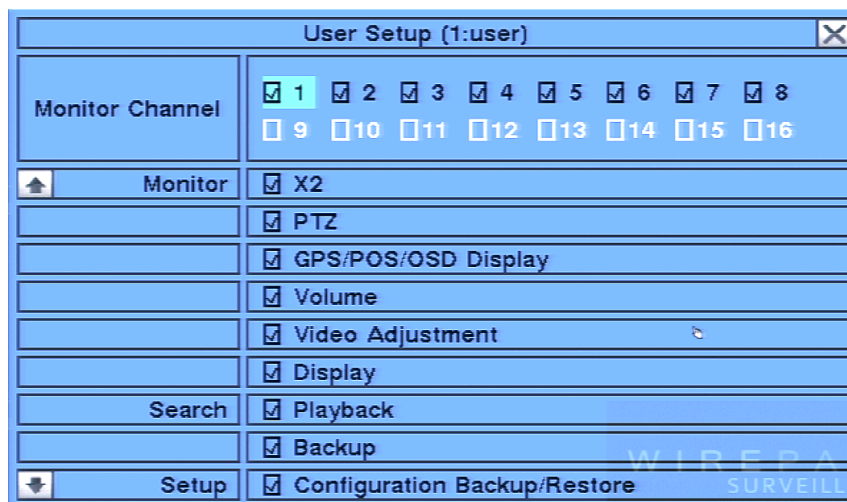 User Setup (1:user)
Monitor Channel
1 2 3 4 5 6 7 8
9 10 11 12 13 14 15 16
Monitor X2
PTZ
GPS/POS/OSD Display
Volume
Video Adjustment
Display
Search Playback
Backup
Setup Configuration Backup/Restore
WIREPA
SURVEILL